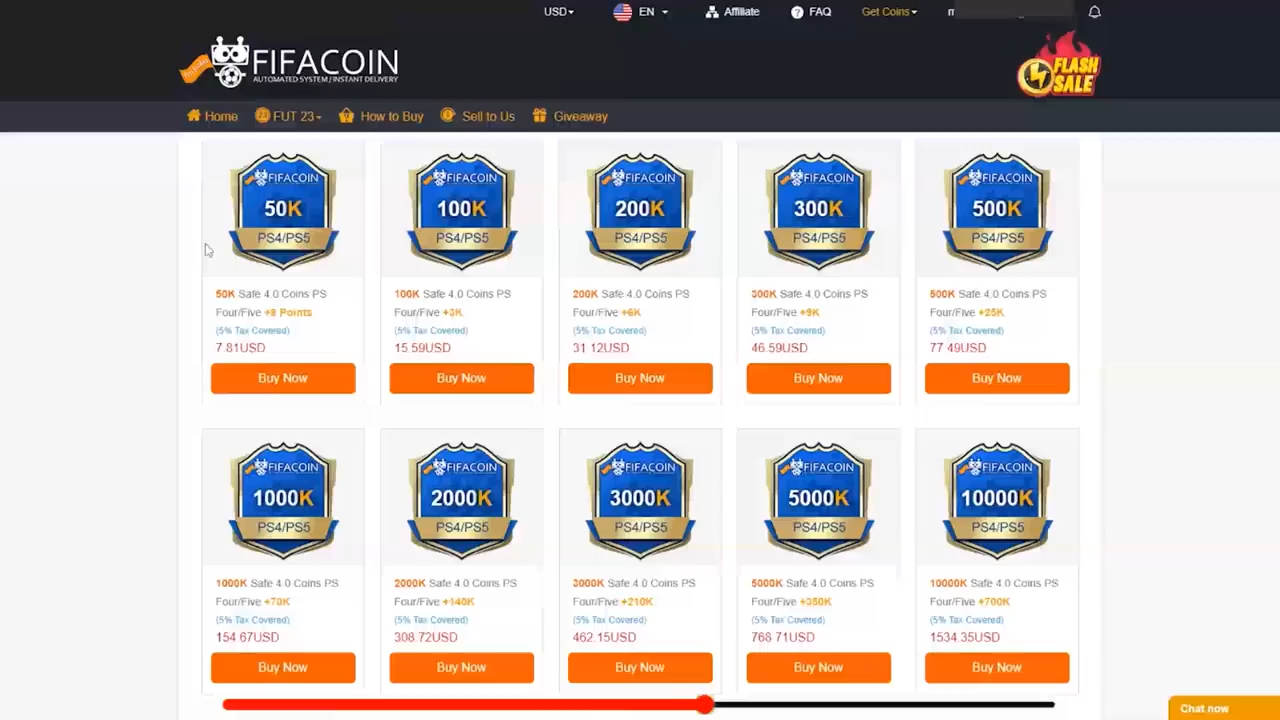 USD EN Affiliate FAQ Get Coins
FIFACOIN
AUTOMATED SYSTEM / INSTANT DELIVERY
FLASH
SALE
Home FUT 23 How to Buy Sell to Us Giveaway
FIFACOIN FIFACOIN FIFACOIN FIFACOIN FIFACOIN
50K 100K 200K 300K 500K
PS4/PS5 PS4/PS5 PS4/PS5 PS4/PS5 PS4/PS5
50K Safe 4.0 Coins PS 100K Safe 4.0 Coins PS 200K Safe 4.0 Coins PS 300K Safe 4.0 Coins PS 500K Safe 4.0 Coins PS
Four/Five +8 Points Four/Five +3K Four/Five +6K Four/Five +9K Four/Five +25K
(5% Tax Covered) (5% Tax Covered) (5% Tax Covered) (5% Tax Covered) (5% Tax Covered)
7.81USD 15.59USD 31.12USD 46.59USD 77.49USD
Buy Now Buy Now Buy Now Buy Now Buy Now
FIFACOIN FIFACOIN FIFACOIN FIFACOIN FIFACOIN
1000K 2000K 3000K 5000K 10000K
PS4/PS5 PS4/PS5 PS4/PS5 PS4/PS5 PS4/PS5
1000K Safe 4.0 Coins PS 2000K Safe 4.0 Coins PS 3000K Safe 4.0 Coins PS 5000K Safe 4.0 Coins PS 10000K Safe 4.0 Coins PS
Four/Five +70K Four/Five +140K Four/Five +210K Four/Five +350K Four/Five +700K
(5% Tax Covered) (5% Tax Covered) (5% Tax Covered) (5% Tax Covered) (5% Tax Covered)
154.67USD 308.72USD 462.15USD 768.71USD 1534.35USD
Buy Now Buy Now Buy Now Buy Now Buy Now
Chat now